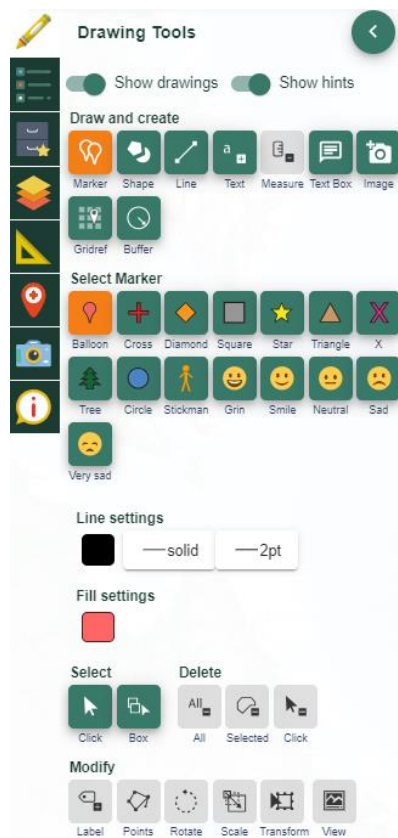 Drawing Tools
Show drawings Show hints
Draw and create
a
Marker Shape Line Text Measure Text Box Image
Gridref Buffer
Select Marker
Balloon Cross Diamond Square Star Triangle X
Tree Circle Stickman Grin Smile Neutral Sad
Very sad
Line settings
solid 2pt
Fill settings
Select Delete
All
Click Box All Selected Click
Modify
Label Points Rotate Scale Transform View